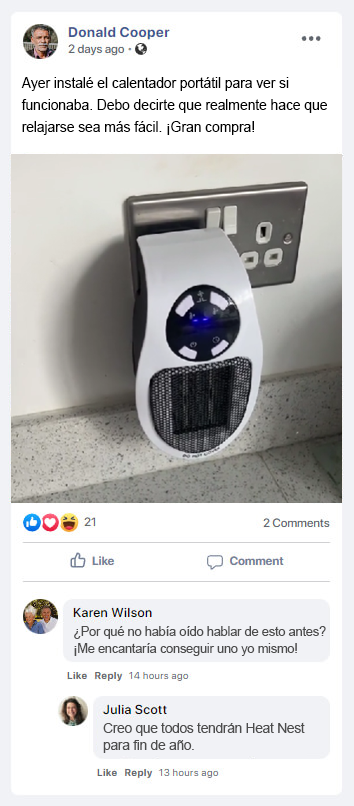 Donald Cooper
2 days ago ·
Ayer instalé el calentador portátil para ver si
funcionaba. Debo decirte que realmente hace que
relajarse sea más fácil. ¡Gran compra!
21
2 Comments
Like
Comment
Karen Wilson
¿Por qué no había oído hablar de esto antes?
¡Me encantaría conseguir uno yo mismo!
Like Reply 14 hours ago
Julia Scott
Creo que todos tendrán Heat Nest
para fin de año.
Like Reply 13 hours ago